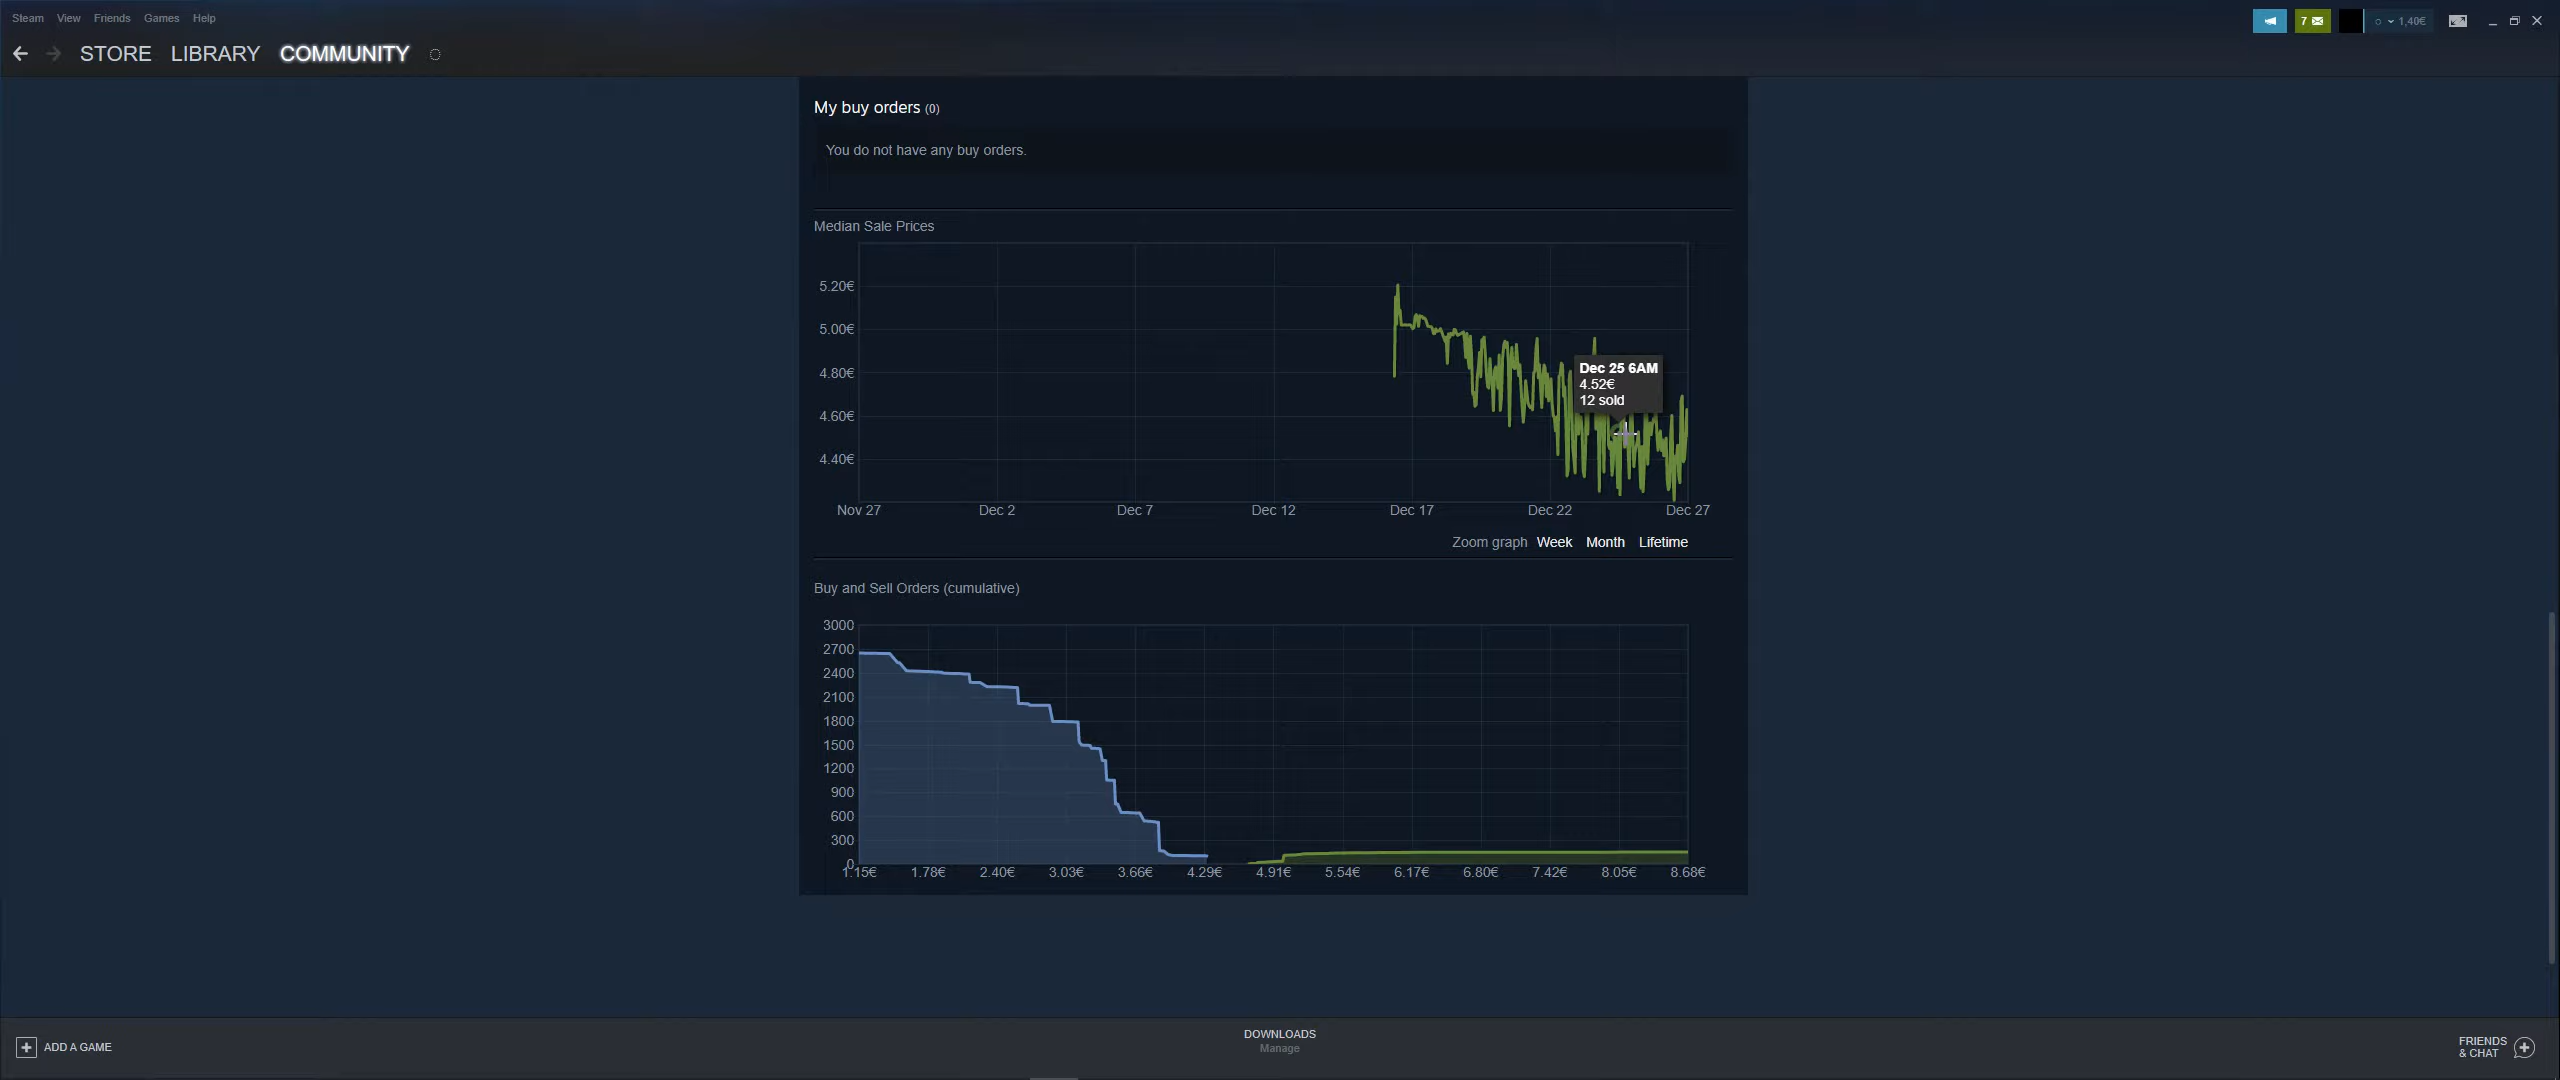 Steam View Friends Games Help
7 1,40€
STORE LIBRARY COMMUNITY
My buy orders (0)
You do not have any buy orders.
Median Sale Prices
5.20€
5.00€
4.80€
4.60€
4.40€
Dec 25 6AM
4.52€
12 sold
Nov 27 Dec 2 Dec 7 Dec 12 Dec 17 Dec 22 Dec 27
Zoom graph Week Month Lifetime
Buy and Sell Orders (cumulative)
3000
2700
2400
2100
1800
1500
1200
900
600
300
0
1.15€ 1.78€ 2.40€ 3.03€ 3.66€ 4.29€ 4.91€ 5.54€ 6.17€ 6.80€ 7.42€ 8.05€ 8.68€
ADD A GAME
DOWNLOADS
Manage
FRIENDS
& CHAT